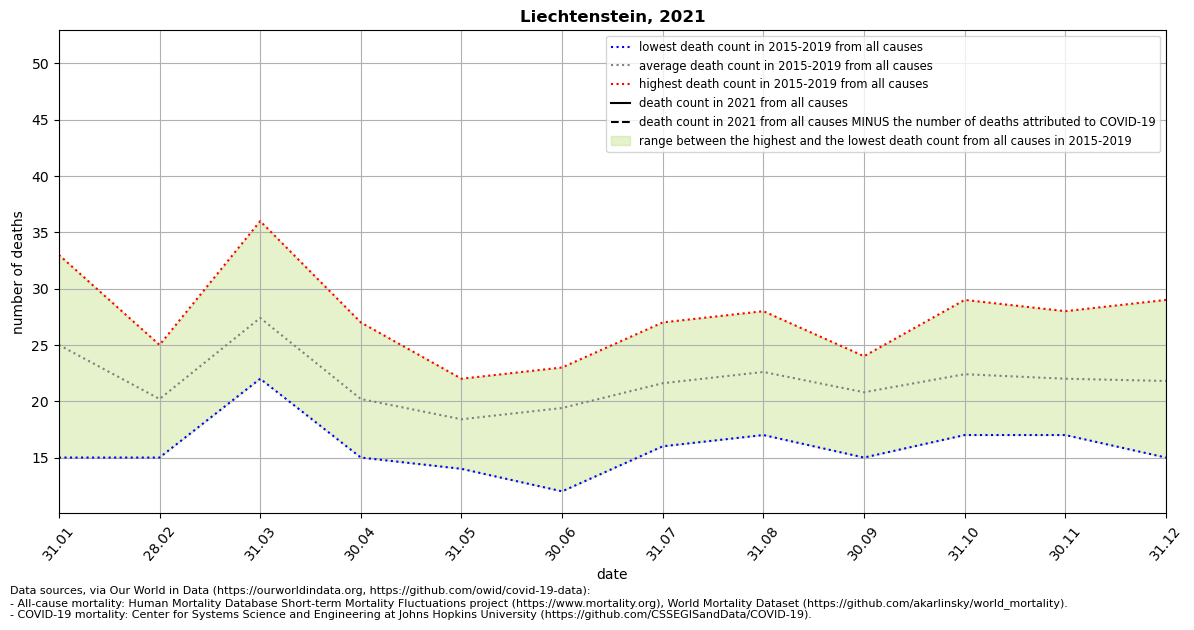 Liechtenstein, 2021
lowest death count in 2015-2019 from all causes
average death count in 2015-2019 from all causes
highest death count in 2015-2019 from all causes
death count in 2021 from all causes
death count in 2021 from all causes MINUS the number of deaths attributed to COVID-19
range between the highest and the lowest death count from all causes in 2015-2019
number of deaths
50
45
40
35
30
25
20
15
31.01
28.02
31.03
30.04
31.05
30.06
31.07
31.08
30.09
31.10
30.11
31.12
date
Data sources, via Our World in Data (https://ourworldindata.org, https://github.com/owid/covid-19-data):
- All-cause mortality: Human Mortality Database Short-term Mortality Fluctuations project (https://www.mortality.org), World Mortality Dataset (https://github.com/akarlinsky/world_mortality).
- COVID-19 mortality: Center for Systems Science and Engineering at Johns Hopkins University (https://github.com/CSSEGISandData/COVID-19).